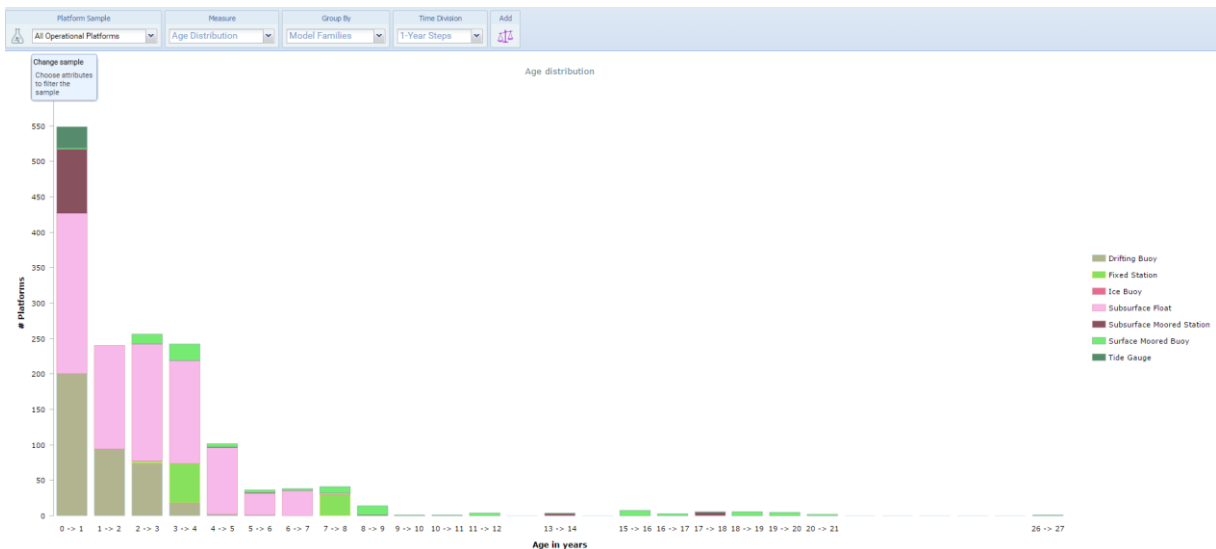 Platform Sample
Measure
Group By
Time Division
Add
All Operational Platforms
Age Distribution
Model Families
1-Year Steps
Change sample
Choose attributes
to filter the
sample
Age distribution
550
500
450
400
350
300
250
200
150
100
50
0
# Platforms
0 -> 1
1 -> 2
2 -> 3
3 -> 4
4 -> 5
5 -> 6
6 -> 7
7 -> 8
8 -> 9
9 -> 10
10 -> 11
11 -> 12
13 -> 14
15 -> 16
16 -> 17
17 -> 18
18 -> 19
19 -> 20
20 -> 21
26 -> 27
Age in years
Drifting Buoy
Fixed Station
Ice Buoy
Subsurface Float
Subsurface Moored Station
Surface Moored Buoy
Tide Gauge